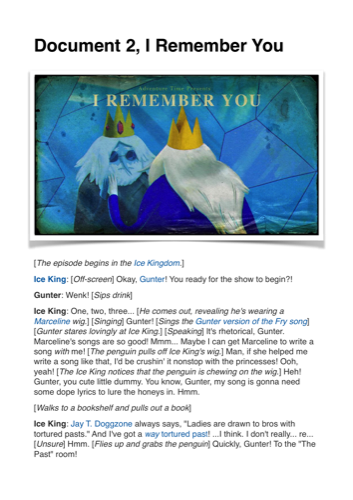 Document 2, I Remember You
Adventure Time Presents
I REMEMBER YOU
[The episode begins in the Ice Kingdom.]
Ice King: [Off-screen] Okay, Gunter! You ready for the show to begin?!
Gunter: Wenk! [Sips drink]
Ice King: One, two, three... [He comes out, revealing he's wearing a
Marceline wig.] [Singing] Gunter! [Sings the Gunter version of the Fry song]
[Gunter stares lovingly at Ice King.] [Speaking] It's rhetorical, Gunter.
Marceline's songs are so good! Mmm... Maybe I can get Marceline to write a
song with me! [The penguin pulls off Ice King's wig.] Man, if she helped me
write a song like that, I'd be crushin' it nonstop with the princesses! Ooh,
yeah! [The Ice King notices that the penguin is chewing on the wig.] Heh!
Gunter, you cute little dummy. You know, Gunter, my song is gonna need
some dope lyrics to lure the honeys in. Hmm.
[Walks to a bookshelf and pulls out a book]
Ice King: Jay T. Doggzone always says, "Ladies are drawn to bros with
tortured pasts." And I've got a way tortured past! ...I think. I don't really... re...
[Unsure] Hmm. [Flies up and grabs the penguin] Quickly, Gunter! To the "The
Past" room!